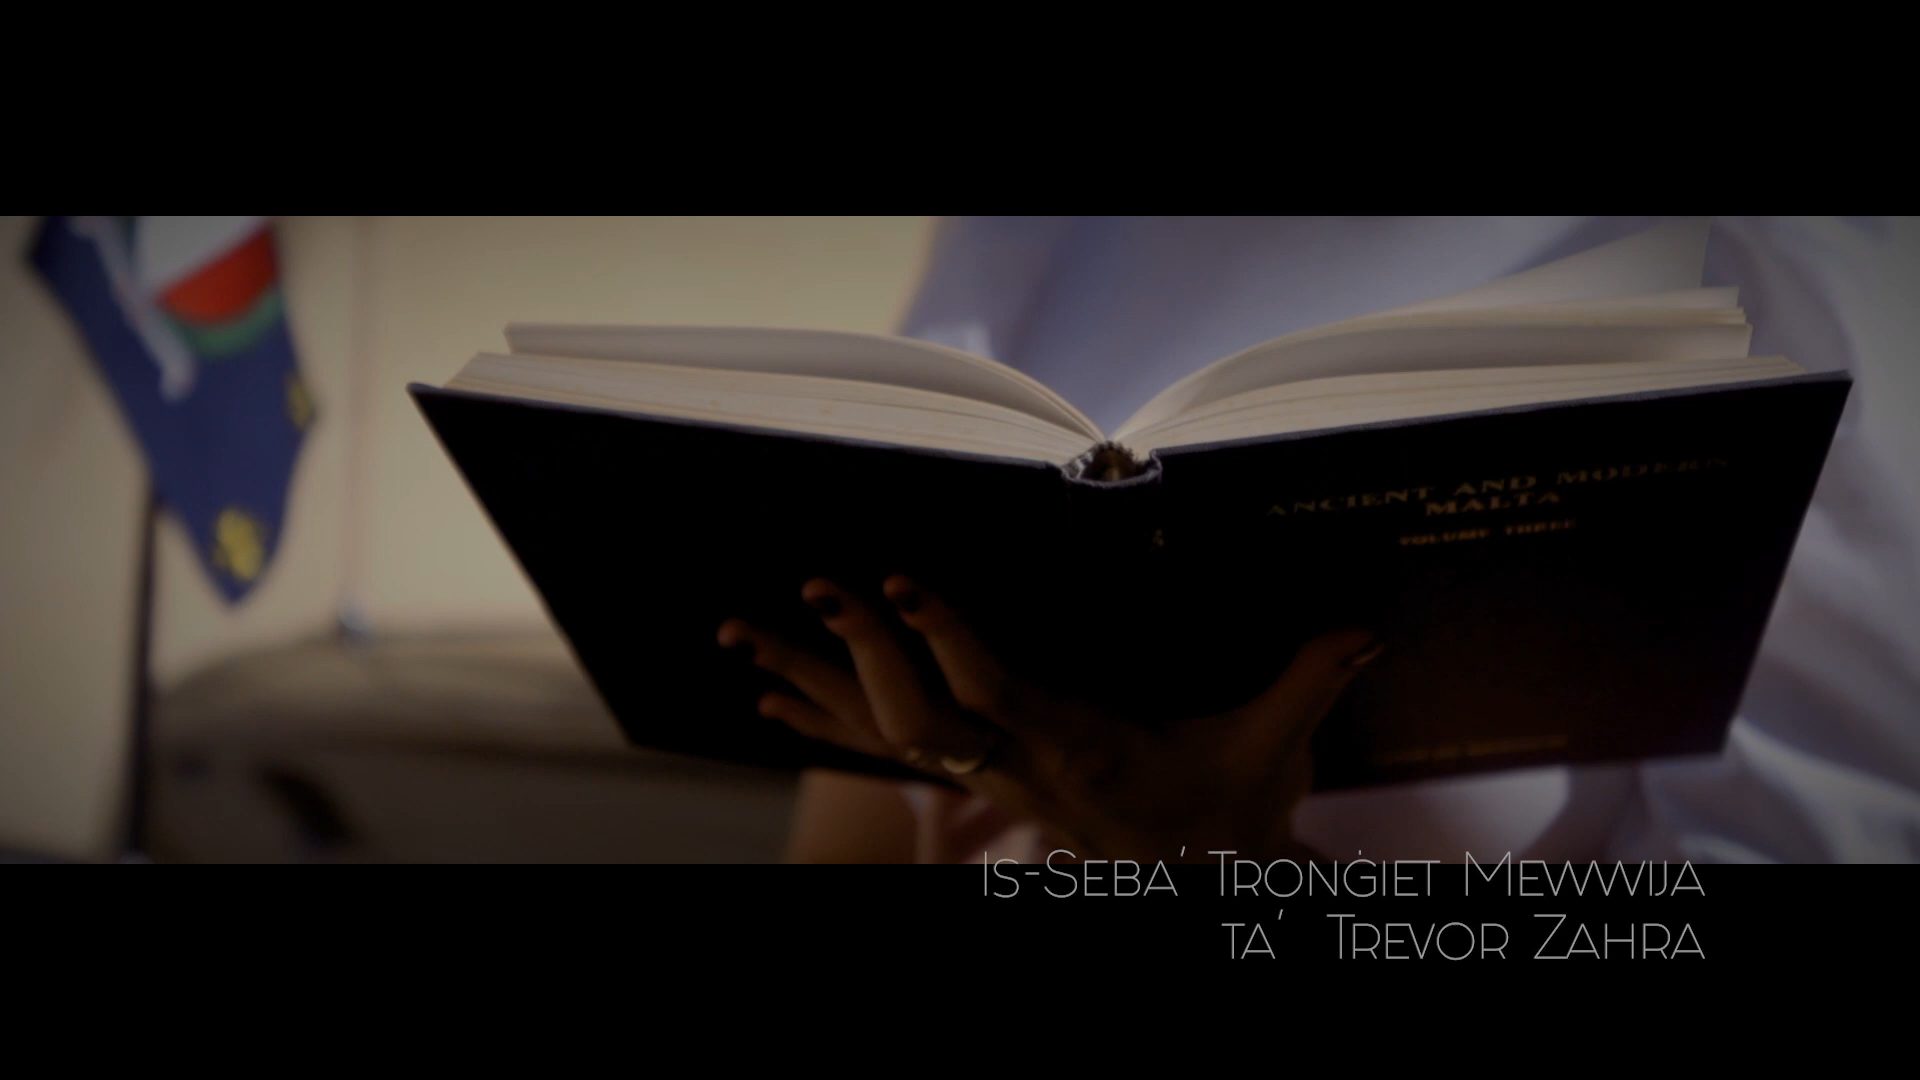 ANCIENT AND MODERN
MALTA
VOLUME THREE
Is-Seba' Tronġiet Mewwija
ta' Trevor Zahra